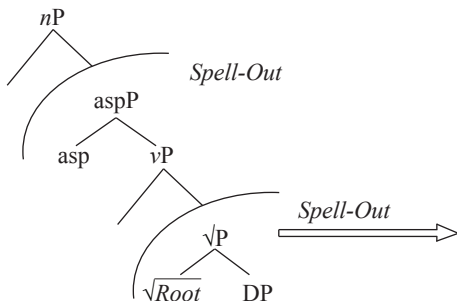 nP
Spell-Out
aspP
asp vP
Spell-Out
√P
√Root DP